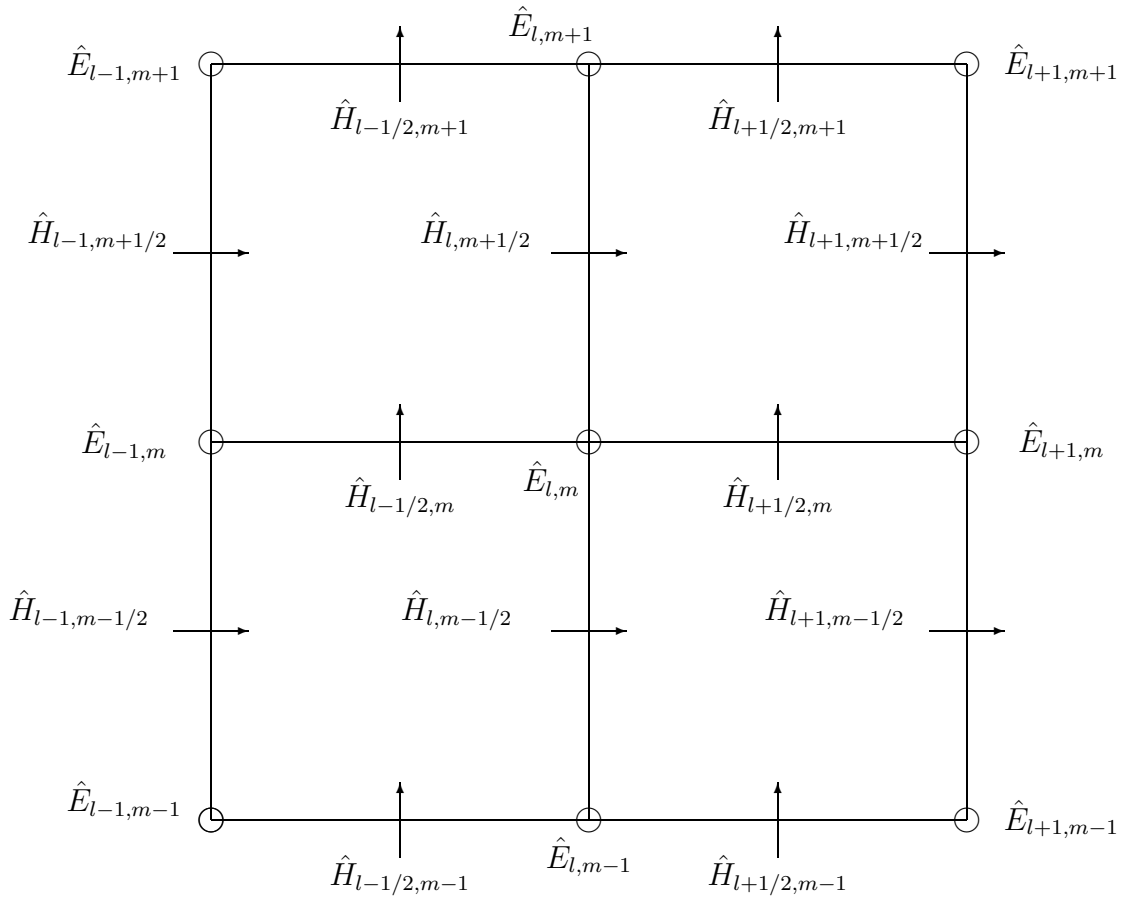 Ê_{l−1,m+1} Ê_{l,m+1} Ê_{l+1,m+1}
Ĥ_{l−1/2,m+1} Ĥ_{l+1/2,m+1}
Ĥ_{l−1,m+1/2} Ĥ_{l,m+1/2} Ĥ_{l+1,m+1/2}
Ê_{l−1,m} Ê_{l,m} Ê_{l+1,m}
Ĥ_{l−1/2,m} Ĥ_{l+1/2,m}
Ĥ_{l−1,m−1/2} Ĥ_{l,m−1/2} Ĥ_{l+1,m−1/2}
Ê_{l−1,m−1} Ê_{l,m−1} Ê_{l+1,m−1}
Ĥ_{l−1/2,m−1} Ĥ_{l+1/2,m−1}